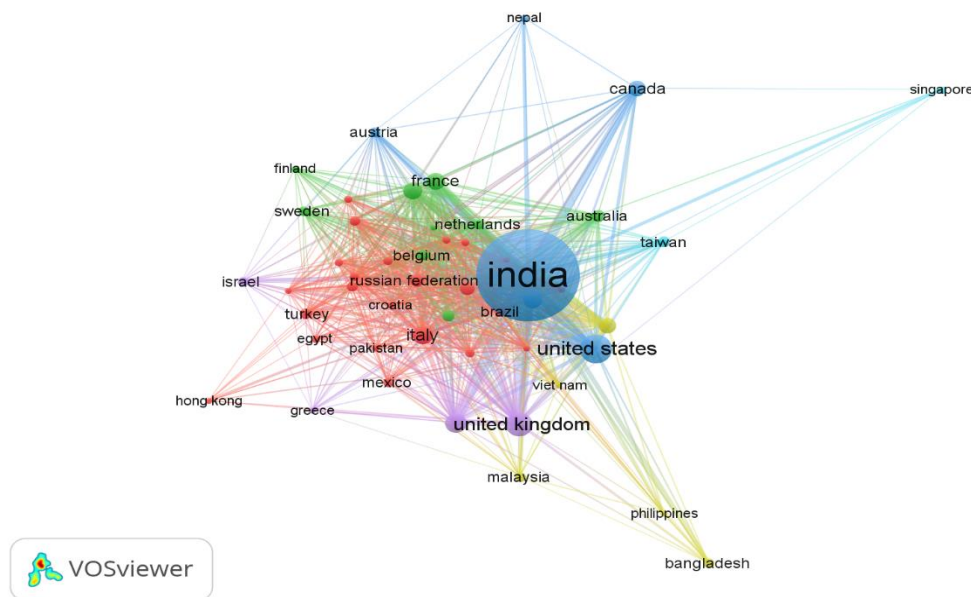 nepal
canada
singapore
austria
finland
france
sweden
australia
netherlands
taiwan
belgium
india
israel
russian federation
croatia
brazil
turkey
egypt
italy
pakistan
united states
mexico
viet nam
hong kong
greece
united kingdom
malaysia
philippines
bangladesh
VOSviewer